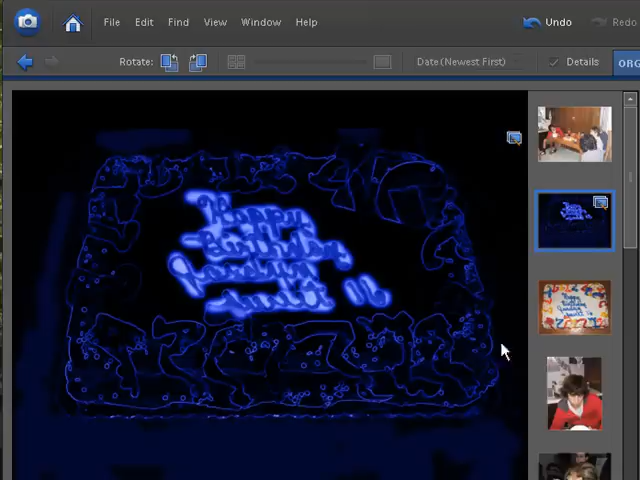 File Edit Find View Window Help Undo Redo
Rotate: Date (Newest First) Details ORG
Happy
Birthday